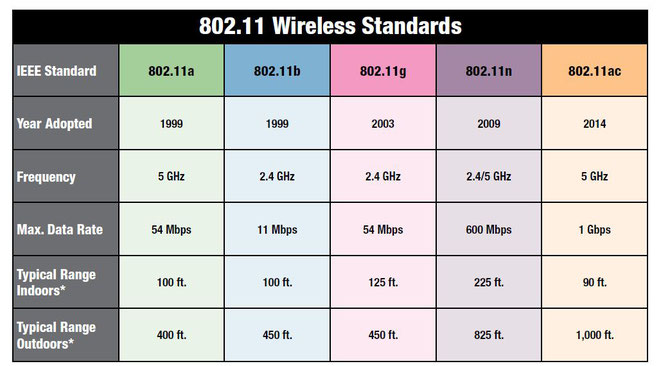 802.11 Wireless Standards
IEEE Standard 802.11a 802.11b 802.11g 802.11n 802.11ac
Year Adopted 1999 1999 2003 2009 2014
Frequency 5 GHz 2.4 GHz 2.4 GHz 2.4/5 GHz 5 GHz
Max. Data Rate 54 Mbps 11 Mbps 54 Mbps 600 Mbps 1 Gbps
Typical Range
Indoors* 100 ft. 100 ft. 125 ft. 225 ft. 90 ft.
Typical Range
Outdoors* 400 ft. 450 ft. 450 ft. 825 ft. 1,000 ft.